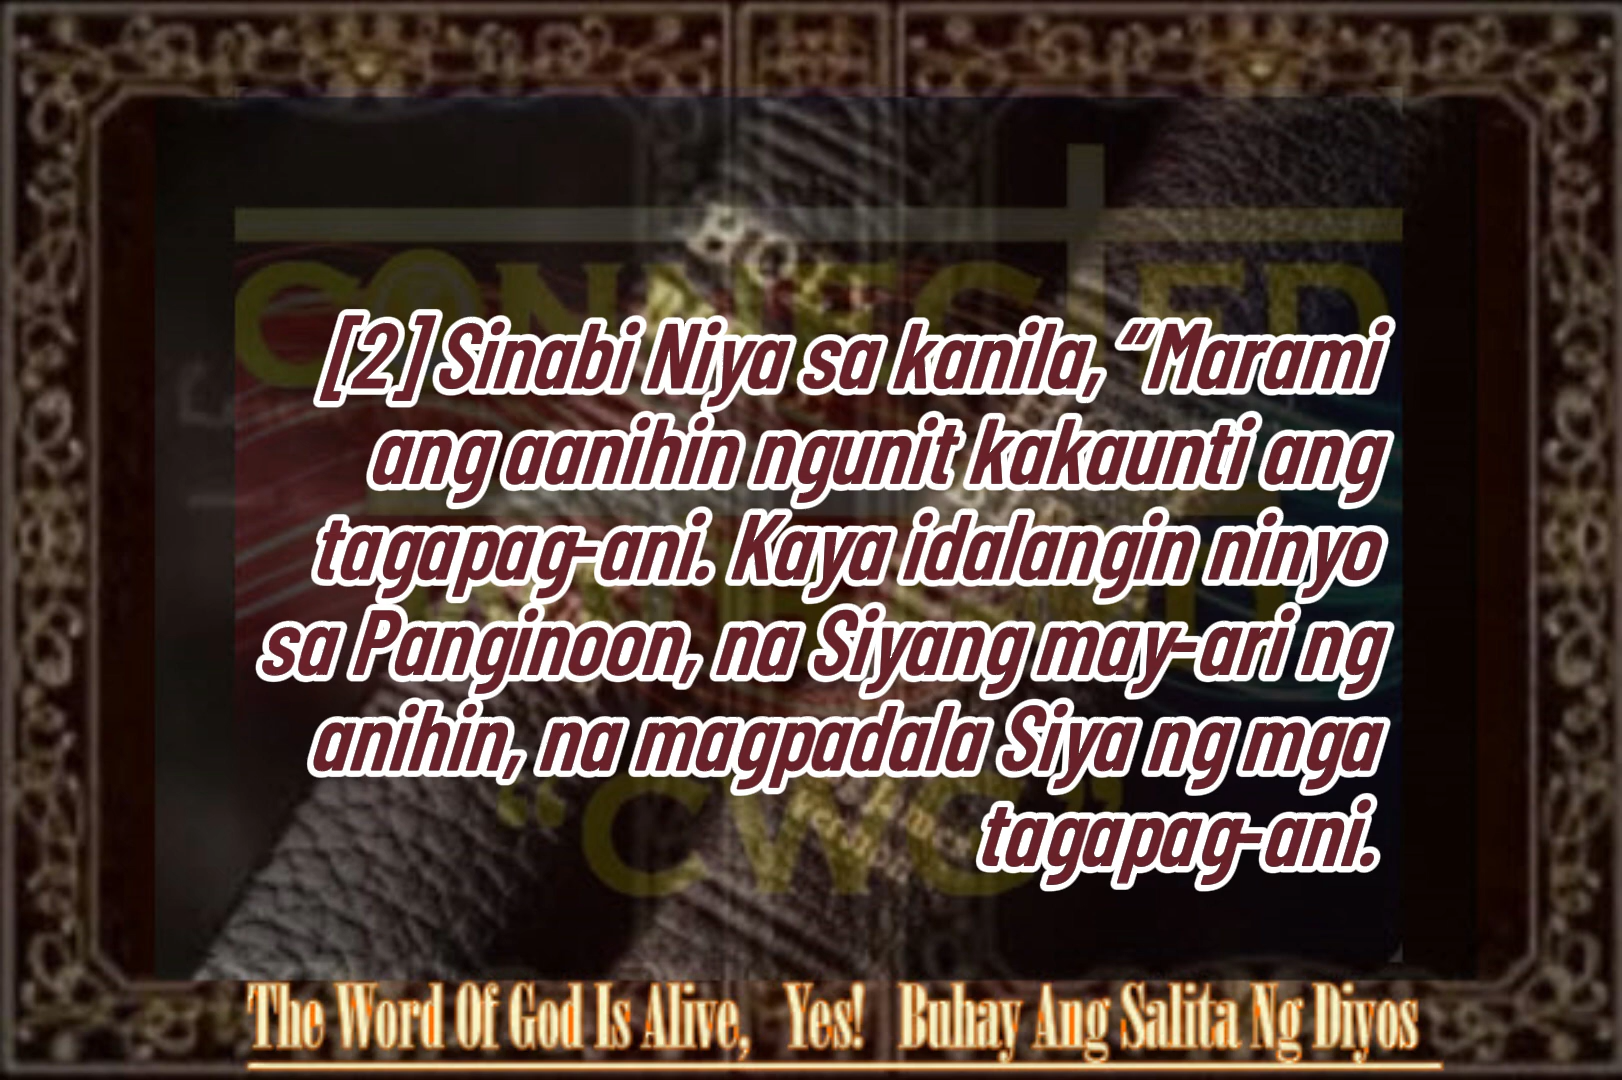 [2] Sinabi Niya sa kanila, “Marami
ang aanihin ngunit kakaunti ang
tagapag-ani. Kaya idalangin ninyo
sa Panginoon, na Siyang may-ari ng
anihin, na magpadala Siya ng mga
tagapag-ani.
CONNECTED
“CWG”
The Word Of God Is Alive, Yes! Buhay Ang Salita Ng Diyos